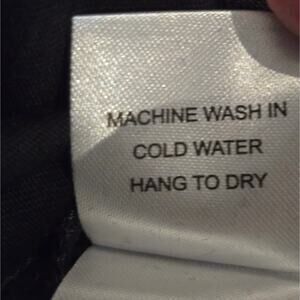 MACHINE WASH IN
COLD WATER
HANG TO DRY